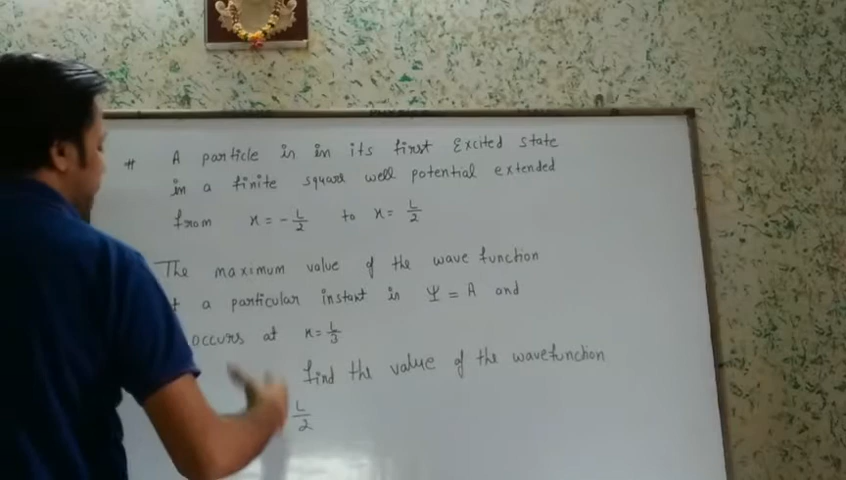 # A particle is in its first Excited state
in a finite square well potential extended
from x = - L/2 to x = L/2
The maximum value of the wave function
a particular instant is Ψ = A and
occurs at x = L/3
find the value of the wavefunction
L/2